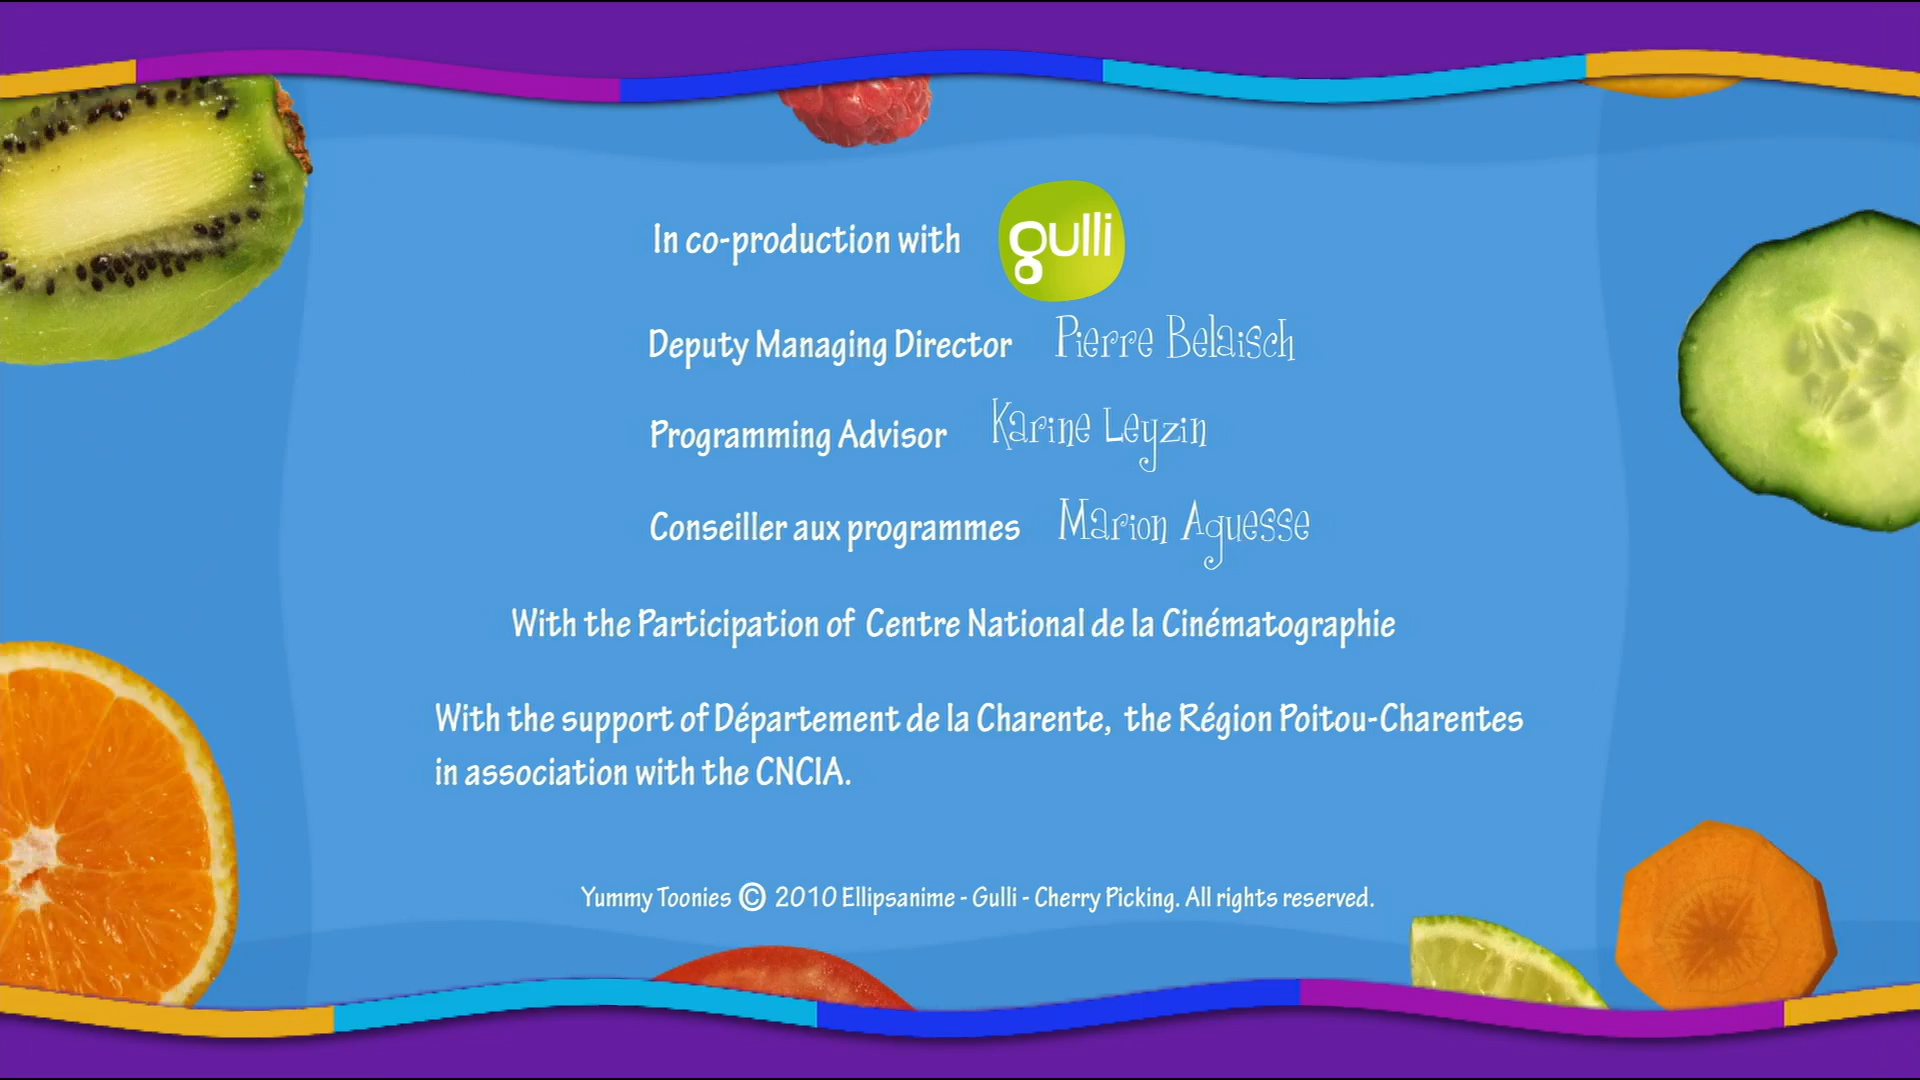 In co-production with gulli
Deputy Managing Director Pierre Belaisch
Programming Advisor Karine Leyzin
Conseiller aux programmes Marion Aguesse
With the Participation of Centre National de la Cinématographie
With the support of Département de la Charente, the Région Poitou-Charentes
in association with the CNCIA.
Yummy Toonies © 2010 Ellipsanime - Gulli - Cherry Picking. All rights reserved.